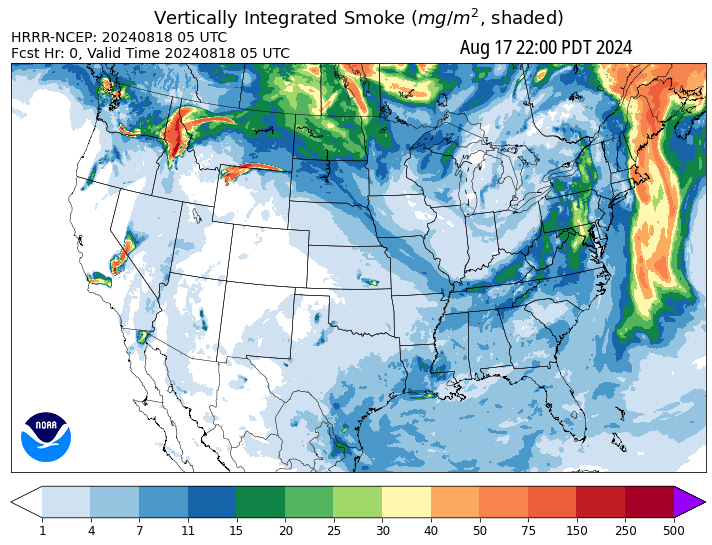 Vertically Integrated Smoke (mg/m², shaded)
HRRR-NCEP: 20240818 05 UTC
Fcst Hr: 0, Valid Time 20240818 05 UTC
Aug 17 22:00 PDT 2024
NOAA
1 4 7 11 15 20 25 30 40 50 75 150 250 500